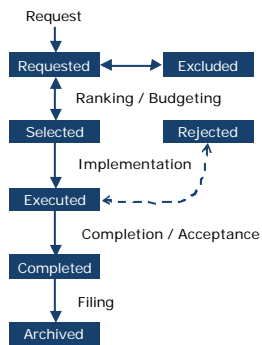 Request
Requested
Excluded
Ranking / Budgeting
Selected
Rejected
Implementation
Executed
Completion / Acceptance
Completed
Filing
Archived